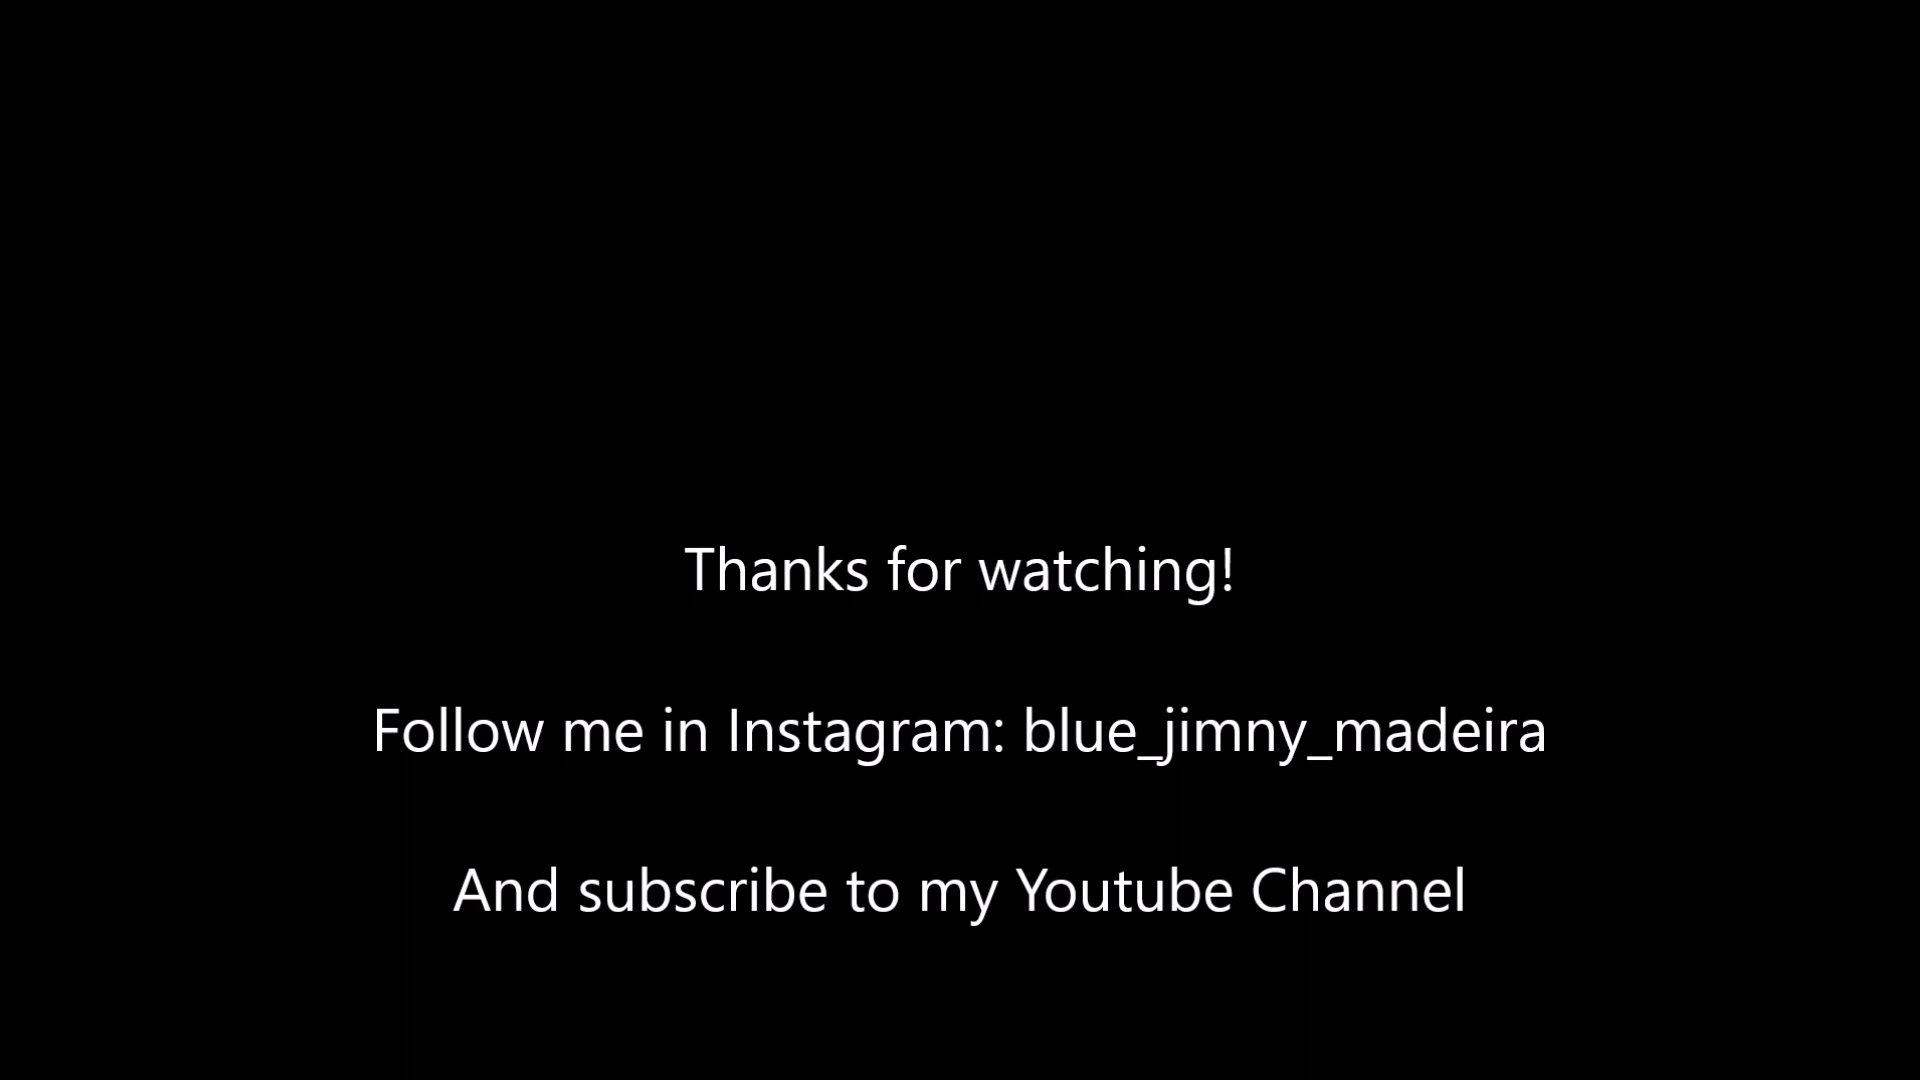 Thanks for watching!
Follow me in Instagram: blue_jimny_madeira
And subscribe to my Youtube Channel